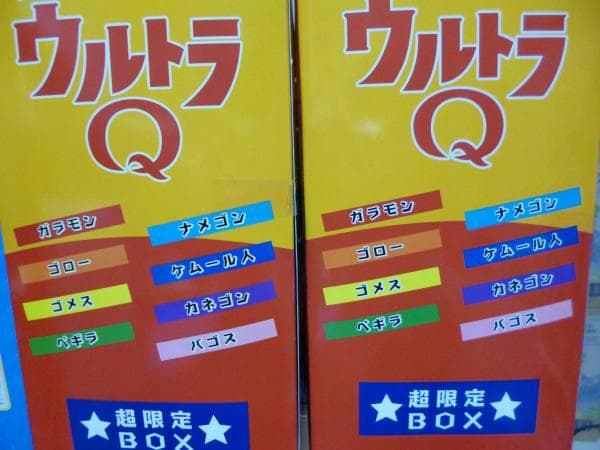 ウルトラ
Q
ガラモン
ゴロー
ゴメス
ペギラ
ナメゴン
ケムール人
カネゴン
パゴス
超限定
BOX
ウルトラ
Q
ガラモン
ゴロー
ゴメス
ペギラ
ナメゴン
ケムール人
カネゴン
パゴス
超限定
BOX